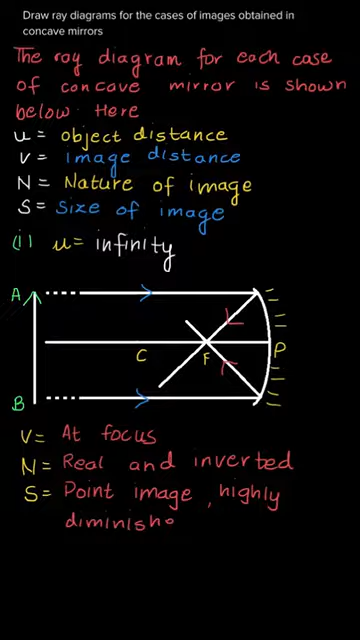 Draw ray diagrams for the cases of images obtained in
concave mirrors
The ray diagram for each case
of concave mirror is shown
below. Here
u = object distance
v = image distance
N = Nature of image
S = Size of image
(i) u = infinity
A
C F P
B
v = At focus
N = Real and inverted
S = Point image, highly
diminish